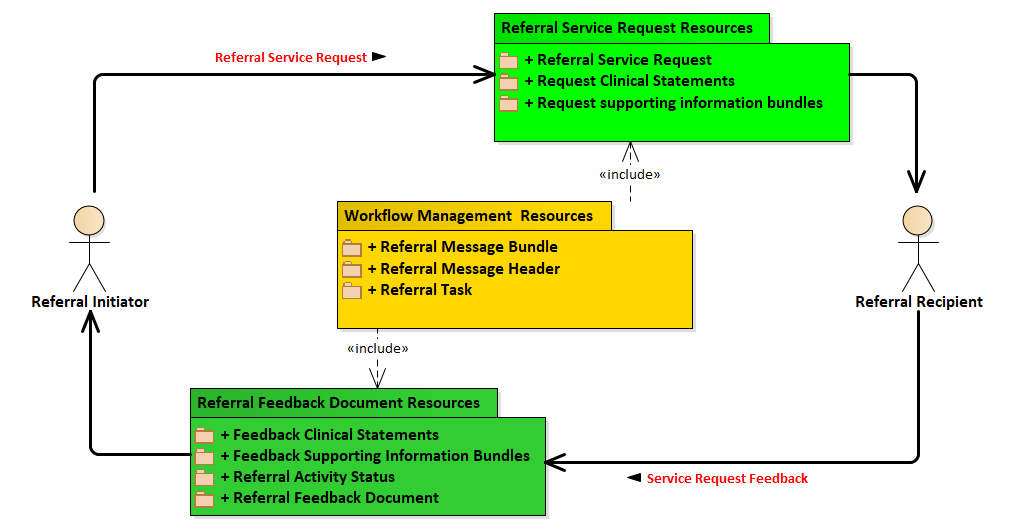 Referral Service Request Resources
Referral Service Request ►
+ Referral Service Request
+ Request Clinical Statements
+ Request supporting information bundles
«include»
Workflow Management  Resources
+ Referral Message Bundle
+ Referral Message Header
+ Referral Task
Referral Initiator
Referral Recipient
«include»
Referral Feedback Document Resources
+ Feedback Clinical Statements
+ Feedback Supporting Information Bundles
+ Referral Activity Status
◄ Service Request Feedback
+ Referral Feedback Document